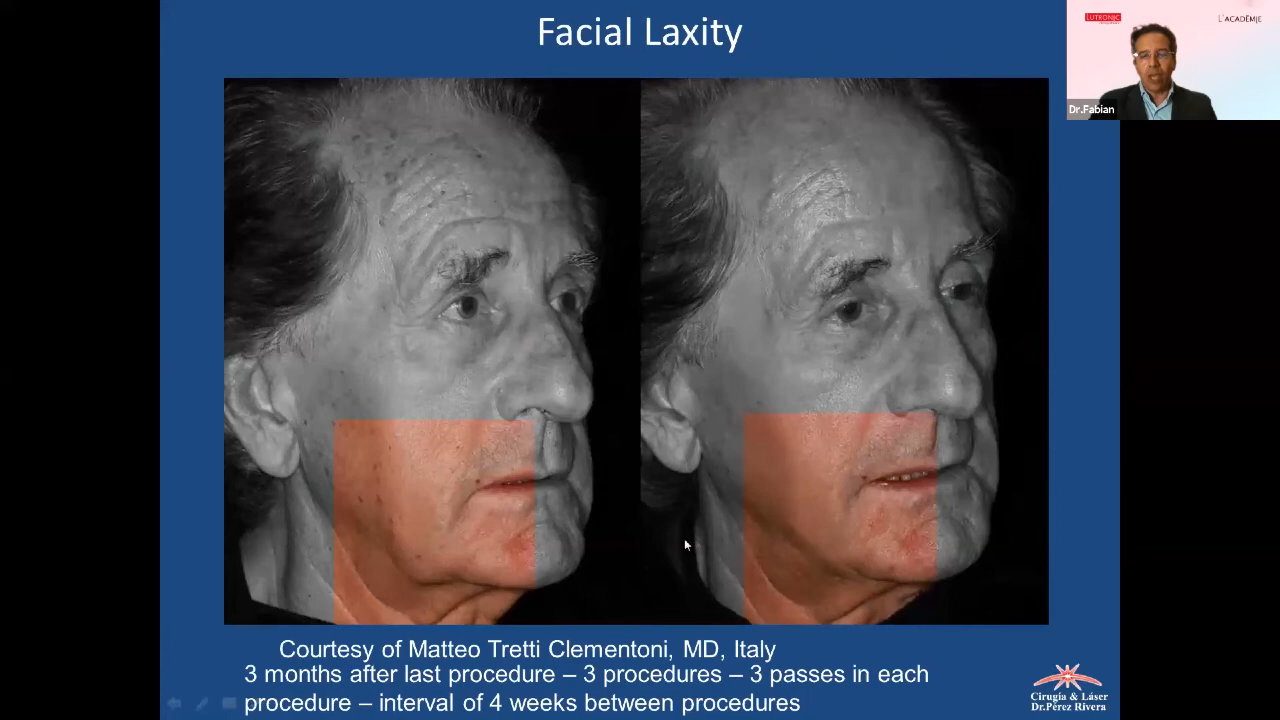 Facial Laxity
LUTRONIC
L'ACADÉMIE
Dr.Fabian
Courtesy of Matteo Tretti Clementoni, MD, Italy
3 months after last procedure – 3 procedures – 3 passes in each
procedure – interval of 4 weeks between procedures
Cirugía & Láser
Dr.Pérez Rivera